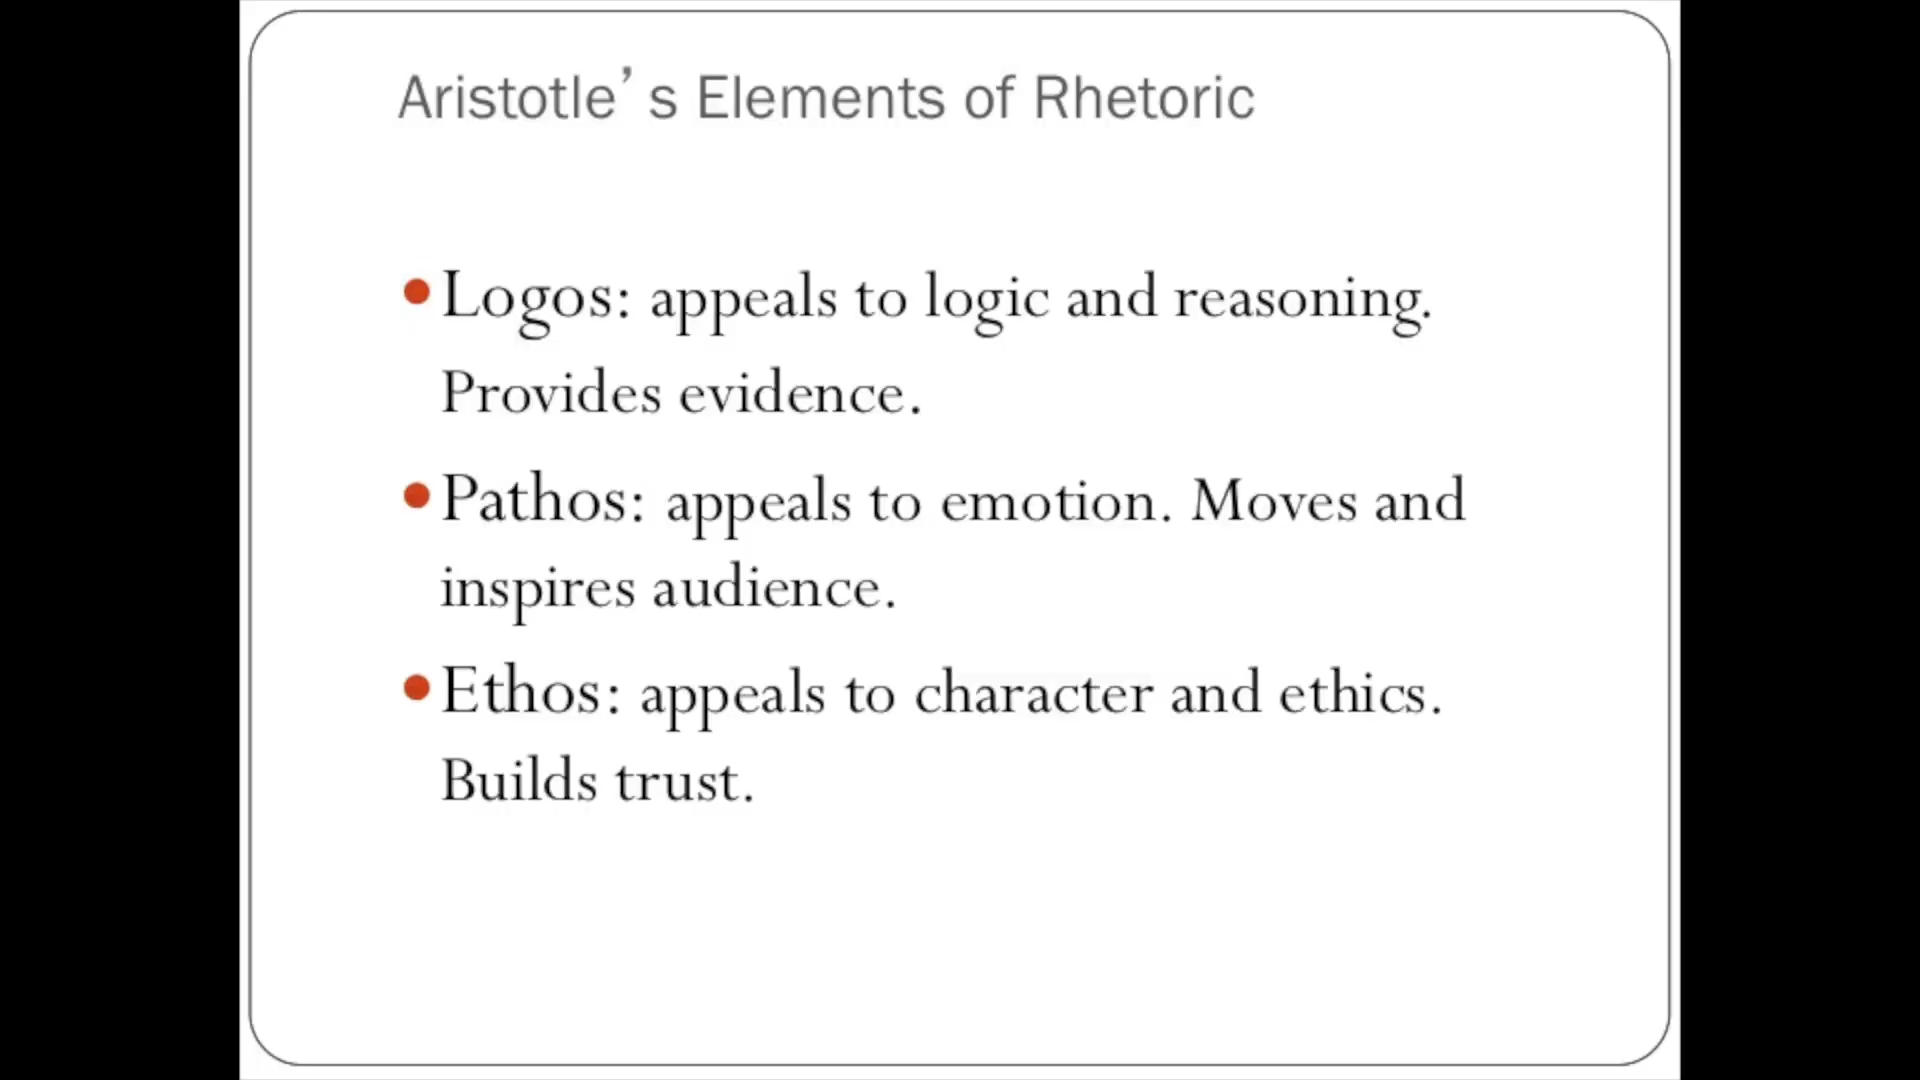 Aristotle’s Elements of Rhetoric
• Logos: appeals to logic and reasoning.
Provides evidence.
• Pathos: appeals to emotion. Moves and
inspires audience.
• Ethos: appeals to character and ethics.
Builds trust.